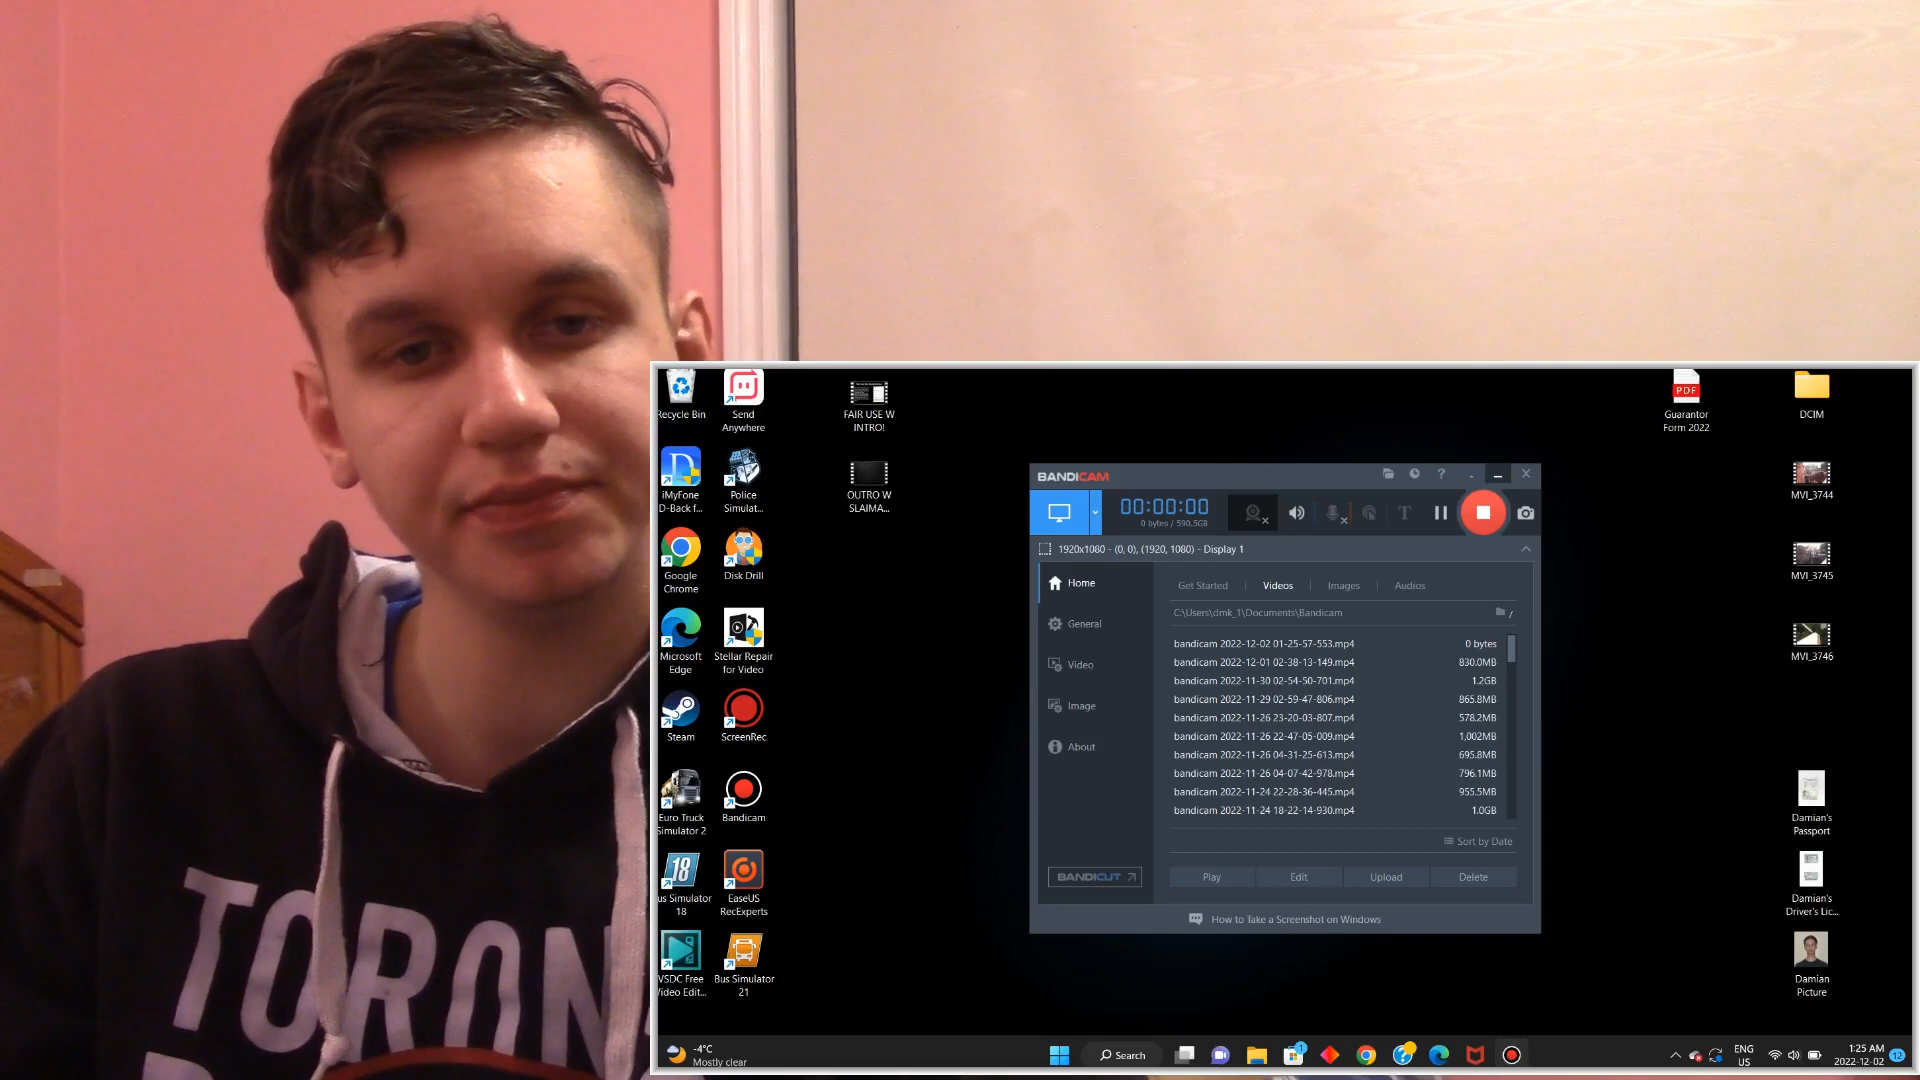 TORON
Recycle Bin
Send
Anywhere
FAIR USE W
INTRO!
PDF
Guarantor
Form 2022
DCIM
iMyFone
D-Back f...
Police
Simulat...
OUTRO W
SLAIMA...
MVI_3744
Google
Chrome
Disk Drill
MVI_3745
Microsoft
Edge
Stellar Repair
for Video
MVI_3746
Steam
ScreenRec
Euro Truck
Simulator 2
Bandicam
Damian's
Passport
18
us Simulator
18
EaseUS
RecExperts
Damian's
Driver's Lic...
VSDC Free
Video Edit...
Bus Simulator
21
Damian
Picture
BANDICAM
00:00:00
0 bytes / 590.5GB
1920x1080 - (0, 0), (1920, 1080) - Display 1
Home
General
Video
Image
About
BANDICUT
Get Started
Videos
Images
Audios
C:\Users\dmk_1\Documents\Bandicam
bandicam 2022-12-02 01-25-57-553.mp4 0 bytes
bandicam 2022-12-01 02-38-13-149.mp4 830.0MB
bandicam 2022-11-30 02-54-50-701.mp4 1.2GB
bandicam 2022-11-29 02-59-47-806.mp4 865.8MB
bandicam 2022-11-26 23-20-03-807.mp4 578.2MB
bandicam 2022-11-26 22-47-05-009.mp4 1,002MB
bandicam 2022-11-26 04-31-25-613.mp4 695.8MB
bandicam 2022-11-26 04-07-42-978.mp4 796.1MB
bandicam 2022-11-24 22-28-36-445.mp4 955.5MB
bandicam 2022-11-24 18-22-14-930.mp4 1.0GB
Sort by Date
Play Edit Upload Delete
How to Take a Screenshot on Windows
-4°C
Mostly clear
Search
ENG
US
1:25 AM
2022-12-02
12